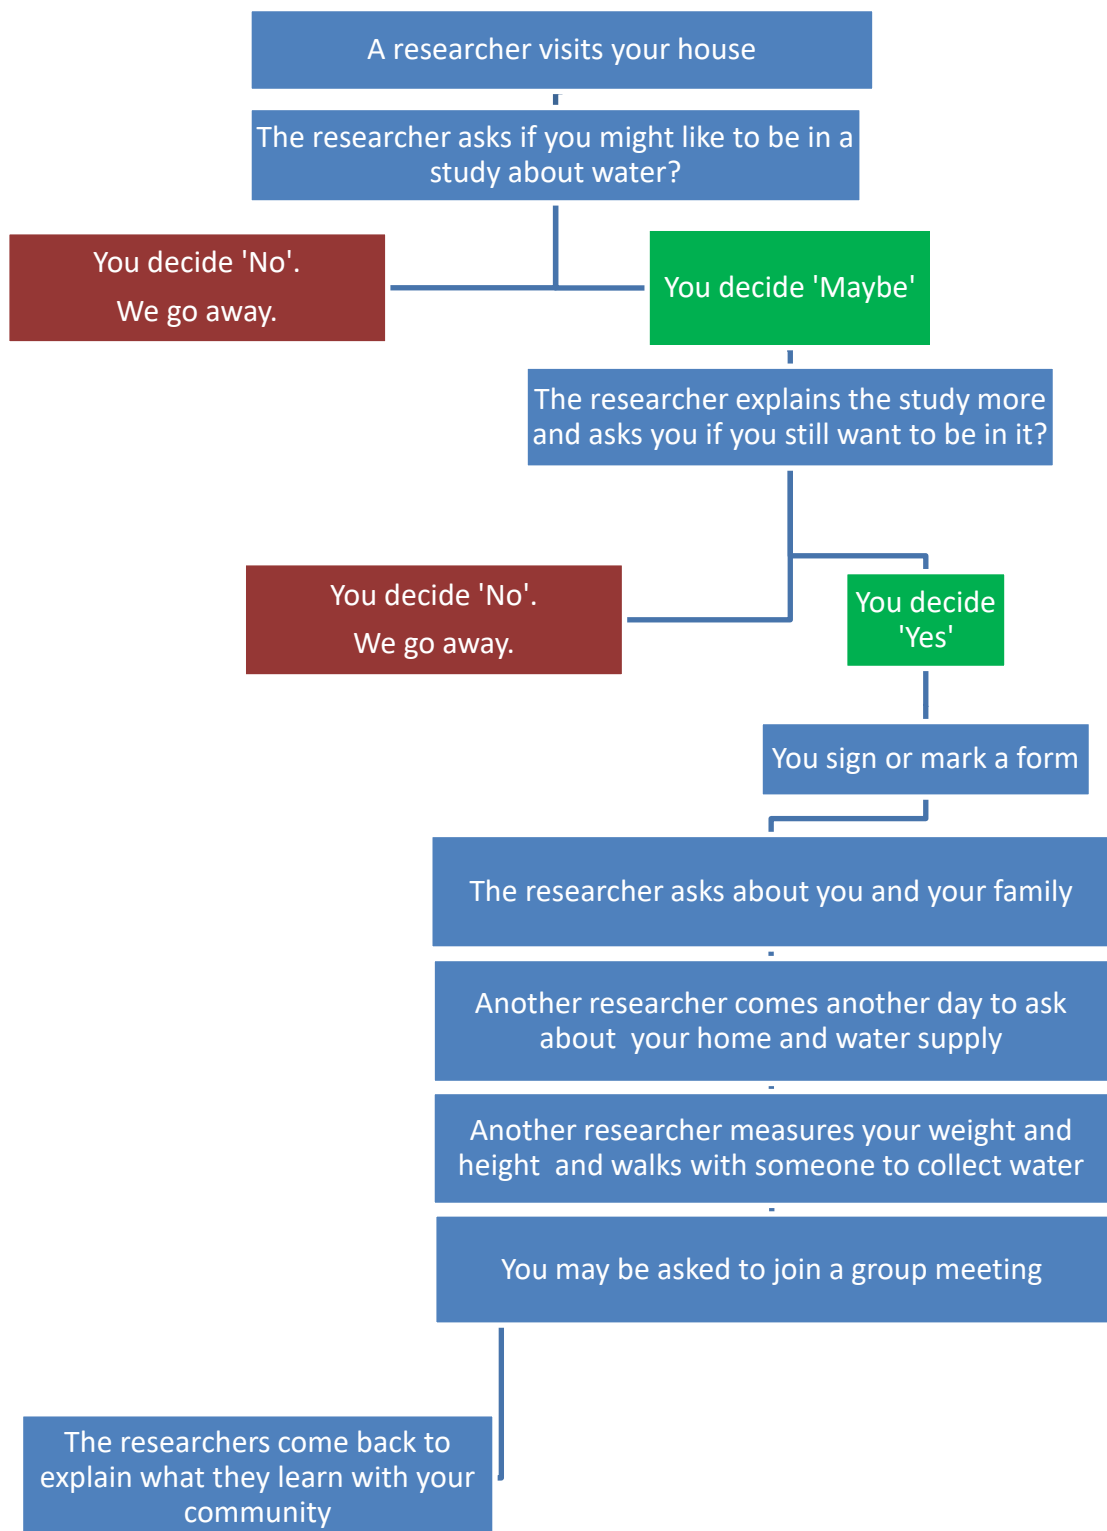 A researcher visits your house
The researcher asks if you might like to be in a
study about water?
You decide 'No'.
We go away.
You decide 'Maybe'
The researcher explains the study more
and asks you if you still want to be in it?
You decide 'No'.
We go away.
You decide
'Yes'
You sign or mark a form
The researcher asks about you and your family
Another researcher comes another day to ask
about  your home and water supply
Another researcher measures your weight and
height  and walks with someone to collect water
You may be asked to join a group meeting
The researchers come back to
explain what they learn with your
community